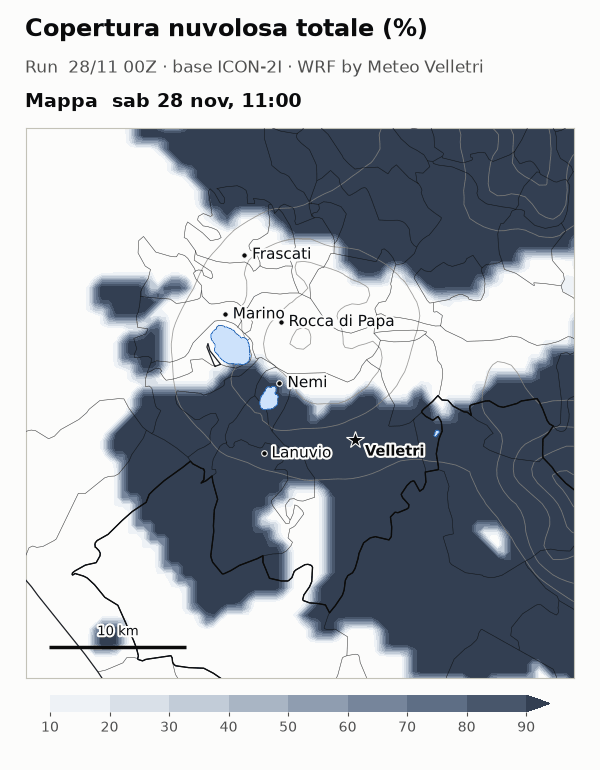 Copertura nuvolosa totale (%)
Run  28/11 00Z · base ICON-2I · WRF by Meteo Velletri
Mappa  sab 28 nov, 11:00
Frascati
Marino
Rocca di Papa
Nemi
Velletri
Lanuvio
10 km
10 20 30 40 50 60 70 80 90